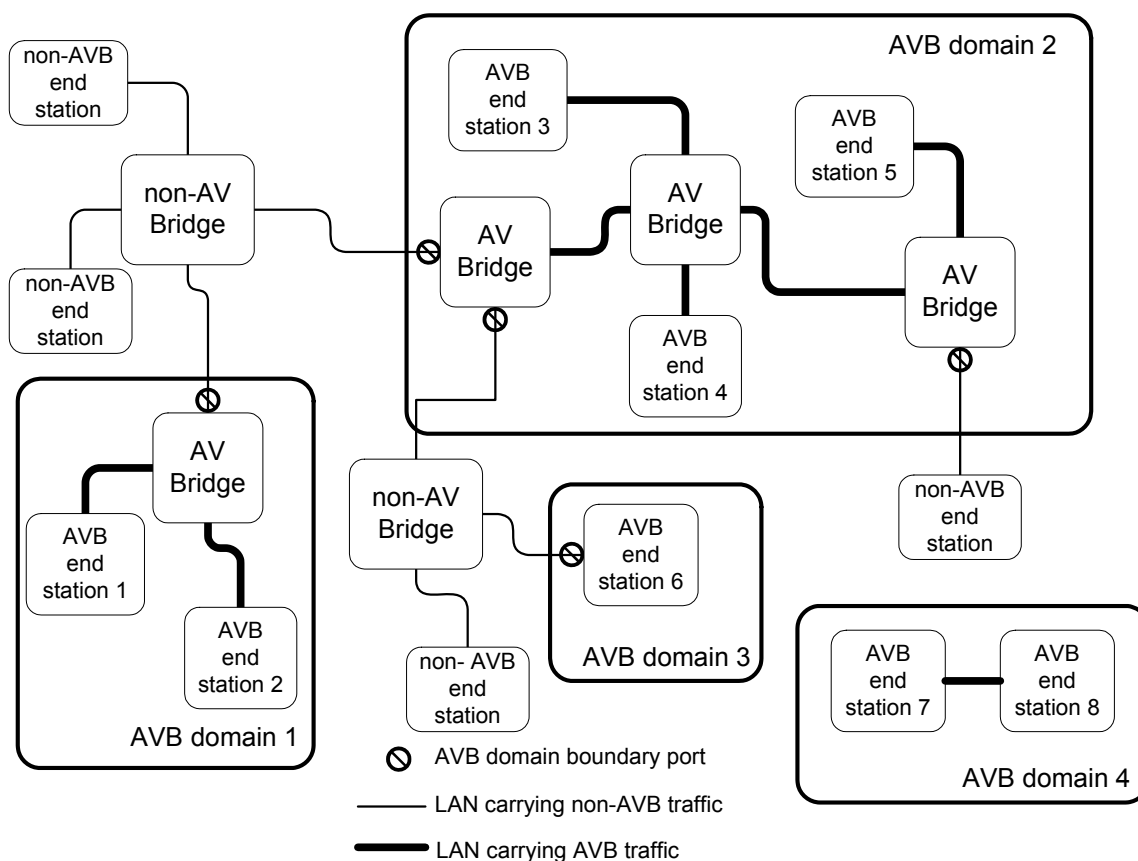 non-AVB
end
station
AVB domain 2
AVB
end
station 3
AVB
end
station 5
non-AV
Bridge
AV
Bridge
AV
Bridge
AV
Bridge
non-AVB
end
station
AVB
end
station 4
AV
Bridge
AVB
end
station 1
AVB
end
station 2
AVB domain 1
non-AV
Bridge
AVB
end
station 6
AVB domain 3
non-AVB
end
station
non- AVB
end
station
AVB
end
station 7
AVB
end
station 8
AVB domain 4
AVB domain boundary port
LAN carrying non-AVB traffic
LAN carrying AVB traffic